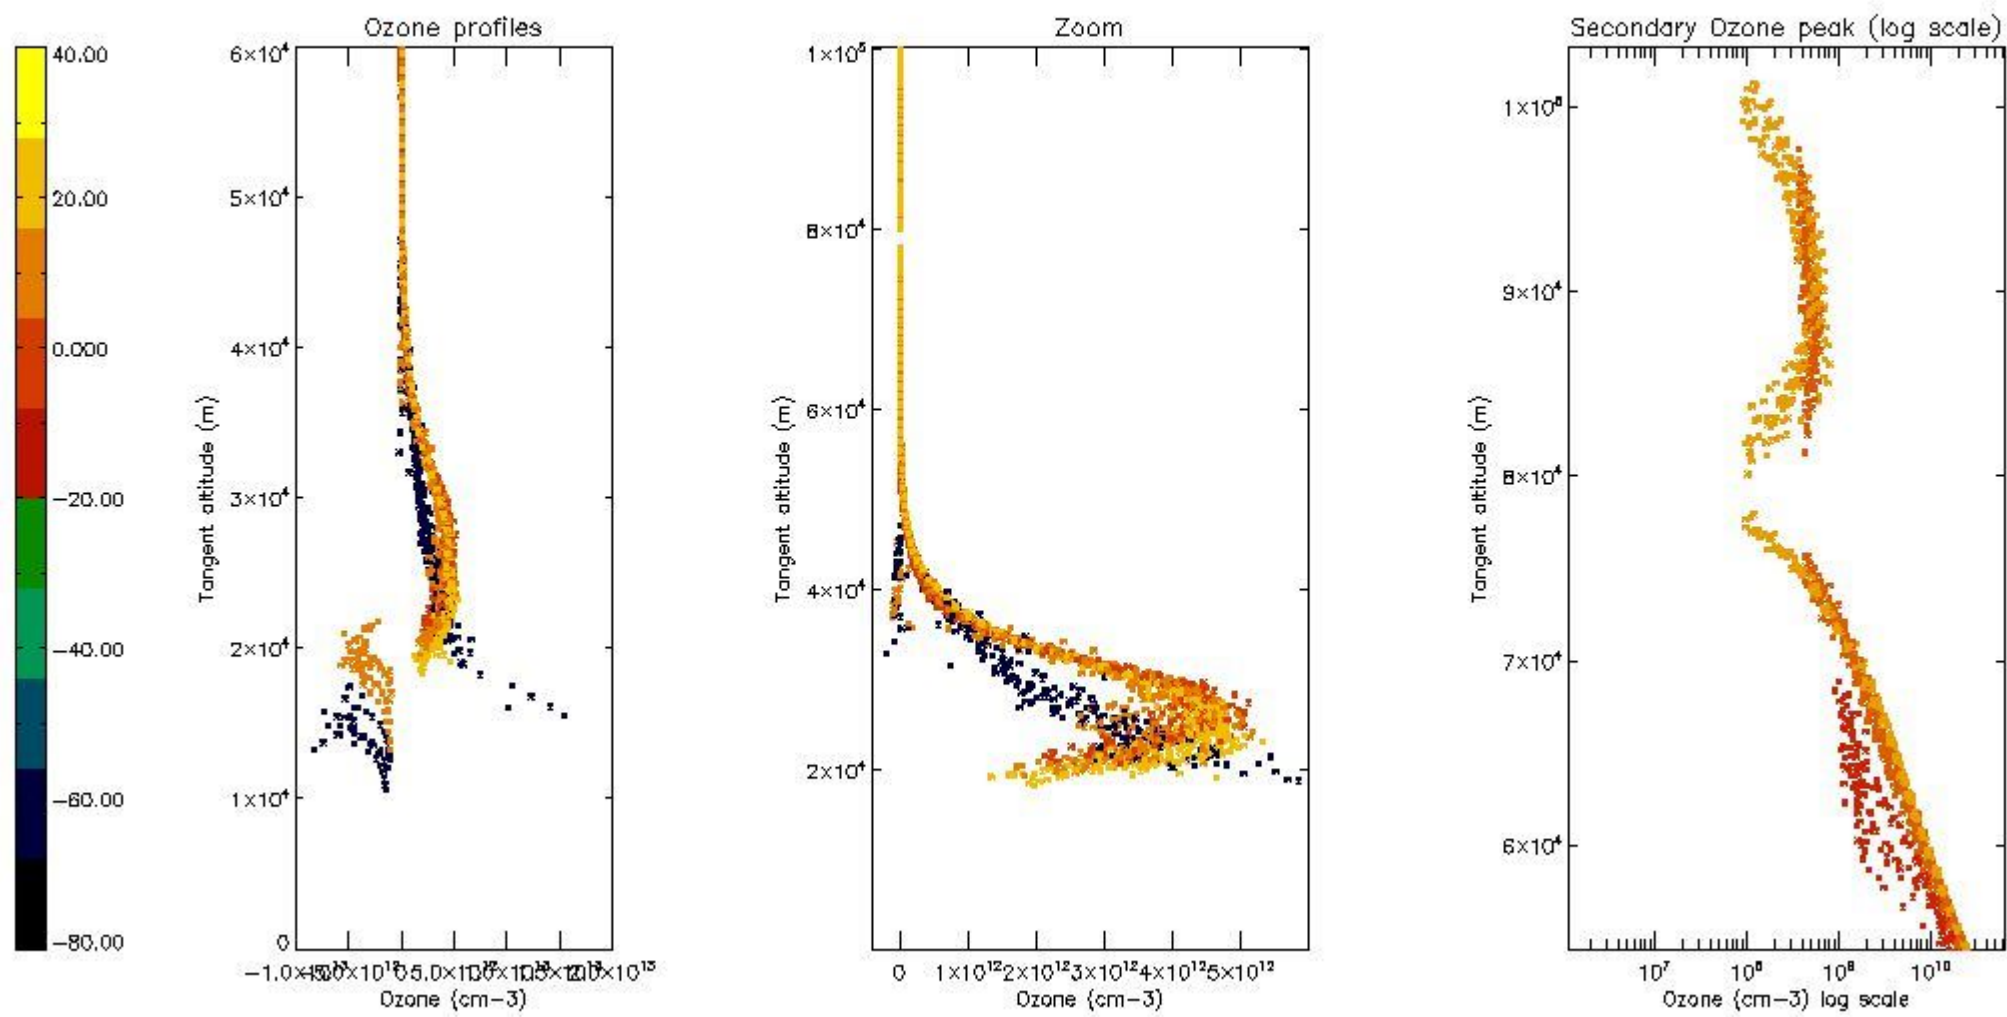 Ozone profiles
Zoom
Secondary Ozone peak (log scale)
40.00
20.00
0.000
−20.00
−40.00
−60.00
−80.00
6×10⁴
5×10⁴
4×10⁴
3×10⁴
2×10⁴
1×10⁴
0
Tangent altitude (m)
Ozone (cm−3)
1×10⁵
8×10⁴
6×10⁴
4×10⁴
2×10⁴
Tangent altitude (m)
0 1×10¹² 2×10¹² 3×10¹² 4×10¹² 5×10¹²
Ozone (cm−3)
1×10⁵
9×10⁴
8×10⁴
7×10⁴
6×10⁴
Tangent altitude (m)
10⁷ 10⁸ 10⁹ 10¹⁰
Ozone (cm−3) log scale